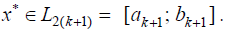 x* ∈ L₂₍ₖ₊₁₎ = [aₖ₊₁; bₖ₊₁].